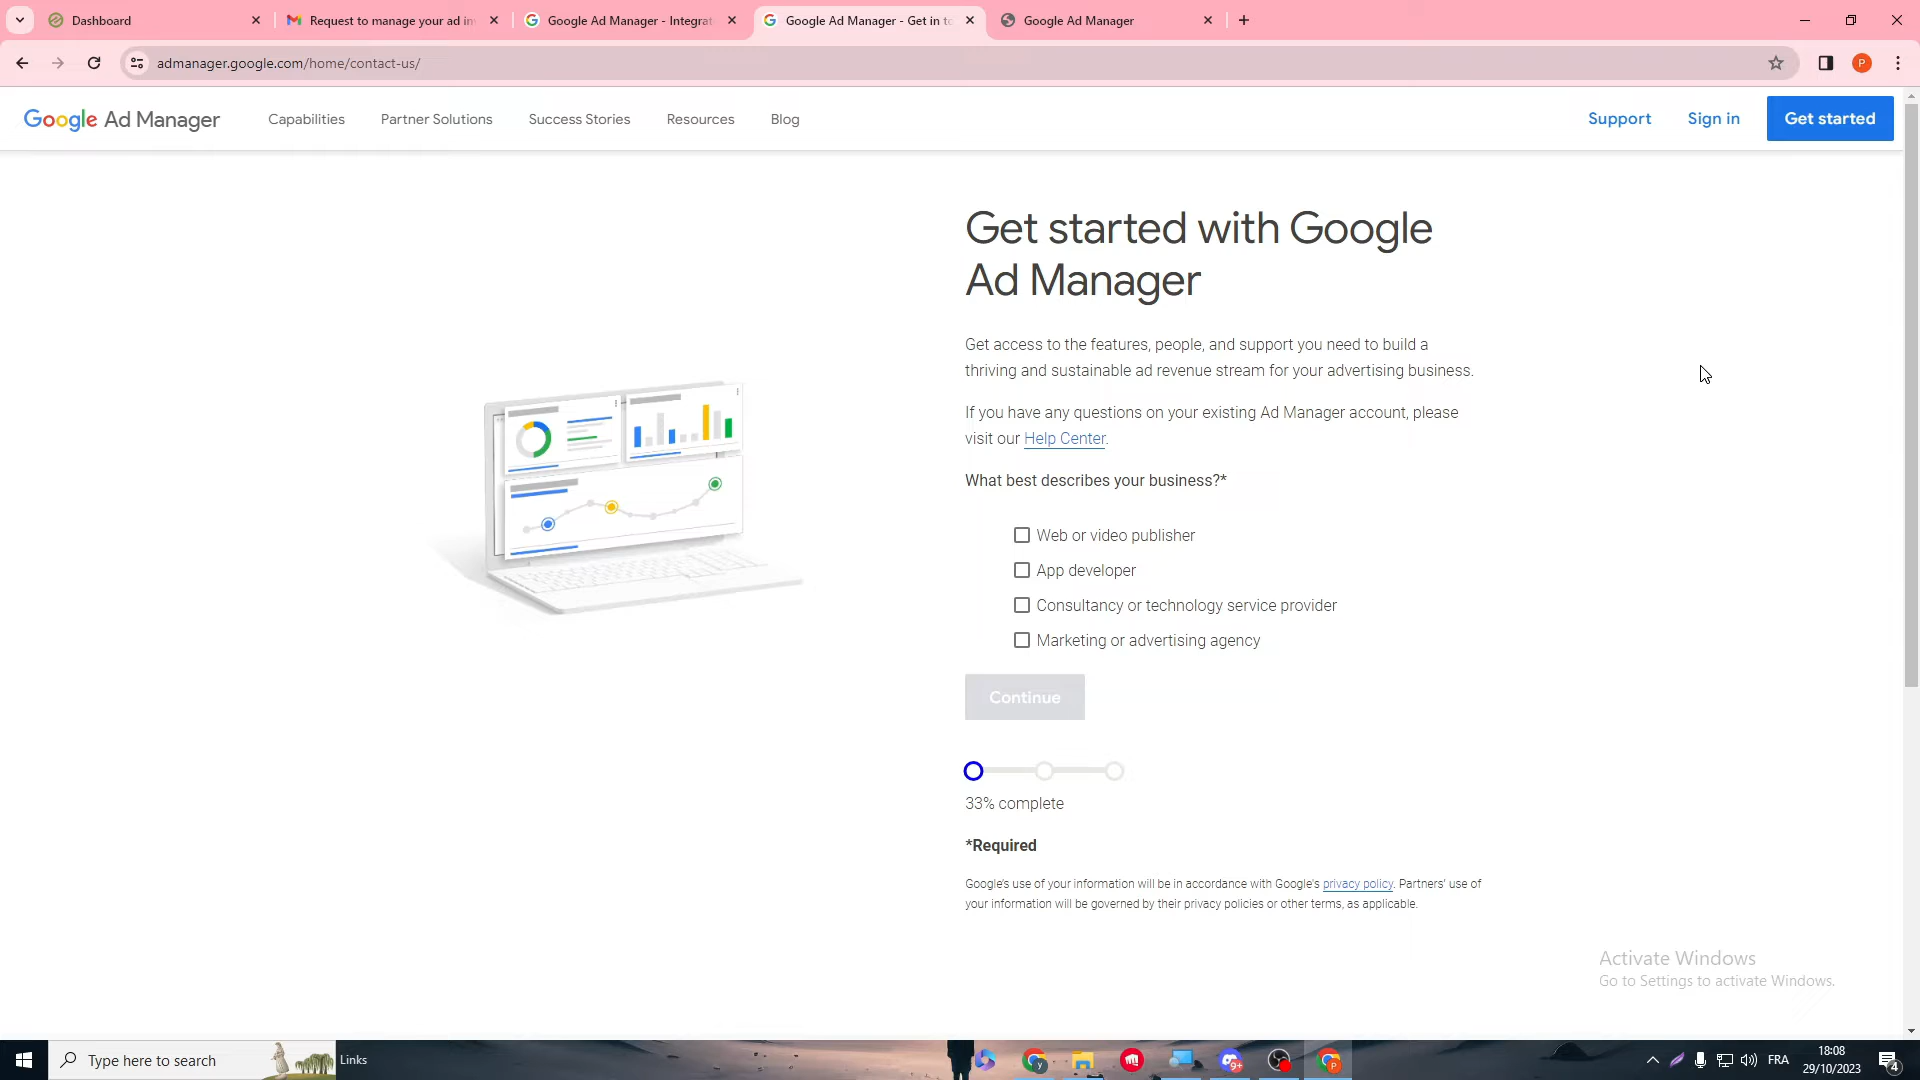 Dashboard
Request to manage your ad in
Google Ad Manager - Integrat
Google Ad Manager - Get in to
Google Ad Manager
admanager.google.com/home/contact-us/
P
Google Ad Manager
Capabilities
Partner Solutions
Success Stories
Resources
Blog
Support
Sign in
Get started
Get started with Google
Ad Manager
Get access to the features, people, and support you need to build a
thriving and sustainable ad revenue stream for your advertising business.
If you have any questions on your existing Ad Manager account, please
visit our Help Center.
What best describes your business?*
Web or video publisher
App developer
Consultancy or technology service provider
Marketing or advertising agency
Continue
33% complete
*Required
Google's use of your information will be in accordance with Google's privacy policy. Partners' use of
your information will be governed by their privacy policies or other terms, as applicable.
Activate Windows
Go to Settings to activate Windows.
Type here to search
Links
y
9+
P
FRA
18:08
29/10/2023
4